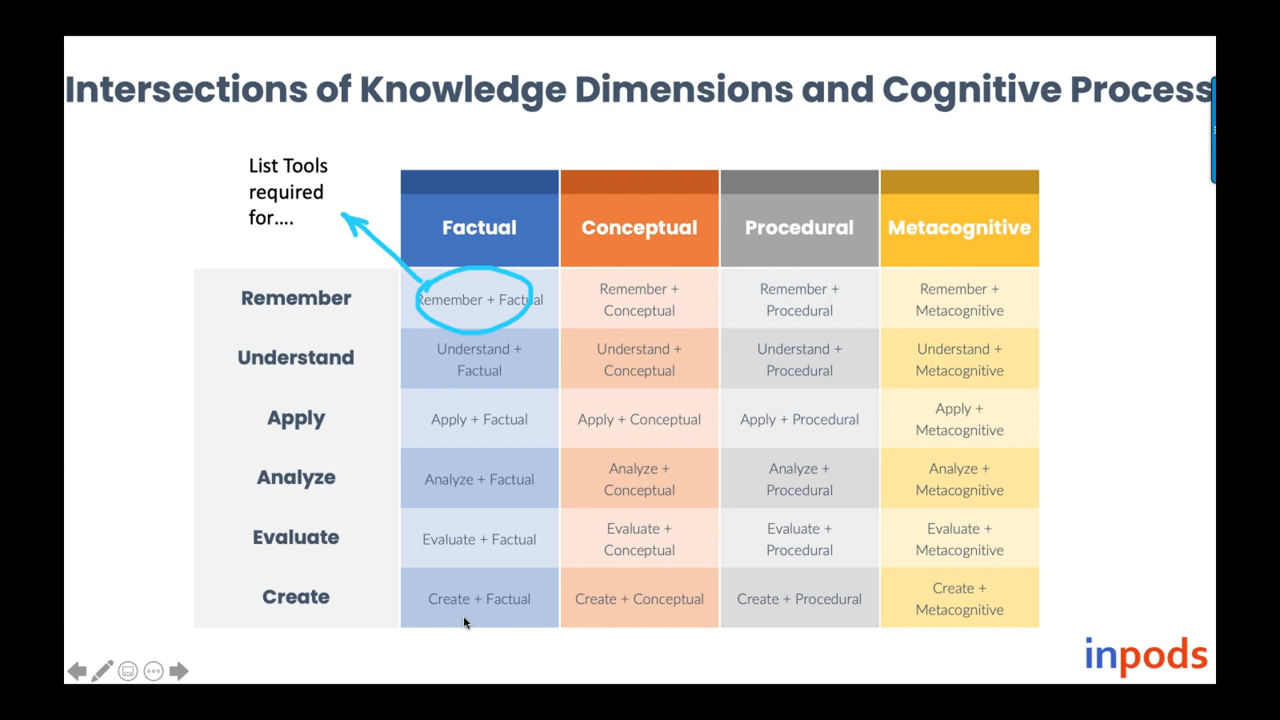 Intersections of Knowledge Dimensions and Cognitive Process
List Tools
required
for....
Factual
Conceptual
Procedural
Metacognitive
Remember
Remember + Factual
Remember +
Conceptual
Remember +
Procedural
Remember +
Metacognitive
Understand
Understand +
Factual
Understand +
Conceptual
Understand +
Procedural
Understand +
Metacognitive
Apply
Apply + Factual
Apply + Conceptual
Apply + Procedural
Apply +
Metacognitive
Analyze
Analyze + Factual
Analyze +
Conceptual
Analyze +
Procedural
Analyze +
Metacognitive
Evaluate
Evaluate + Factual
Evaluate +
Conceptual
Evaluate +
Procedural
Evaluate +
Metacognitive
Create
Create + Factual
Create + Conceptual
Create + Procedural
Create +
Metacognitive
inpods